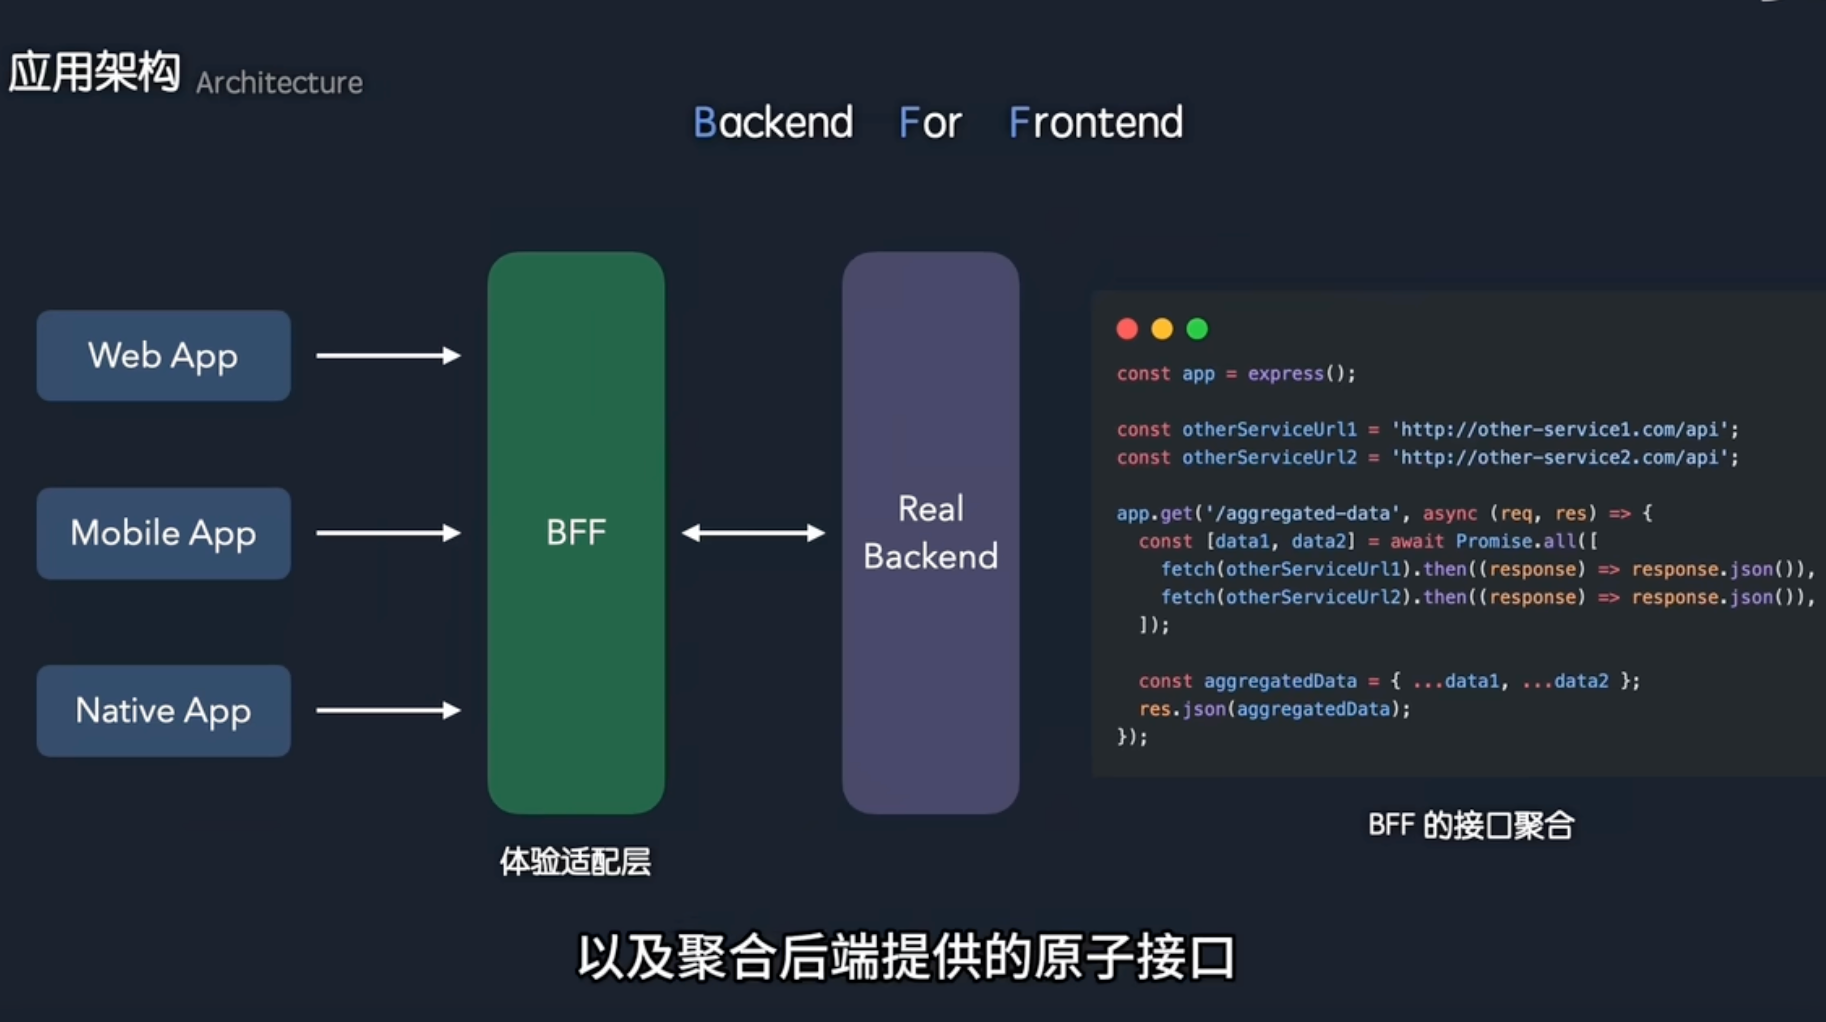 应用架构 Architecture
Backend For Frontend
Web App
Mobile App
Native App
BFF
体验适配层
Real
Backend
const app = express();
const otherServiceUrl1 = 'http://other-service1.com/api';
const otherServiceUrl2 = 'http://other-service2.com/api';
app.get('/aggregated-data', async (req, res) => {
const [data1, data2] = await Promise.all([
fetch(otherServiceUrl1).then((response) => response.json()),
fetch(otherServiceUrl2).then((response) => response.json()),
]);
const aggregatedData = { ...data1, ...data2 };
res.json(aggregatedData);
});
BFF 的接口聚合
以及聚合后端提供的原子接口